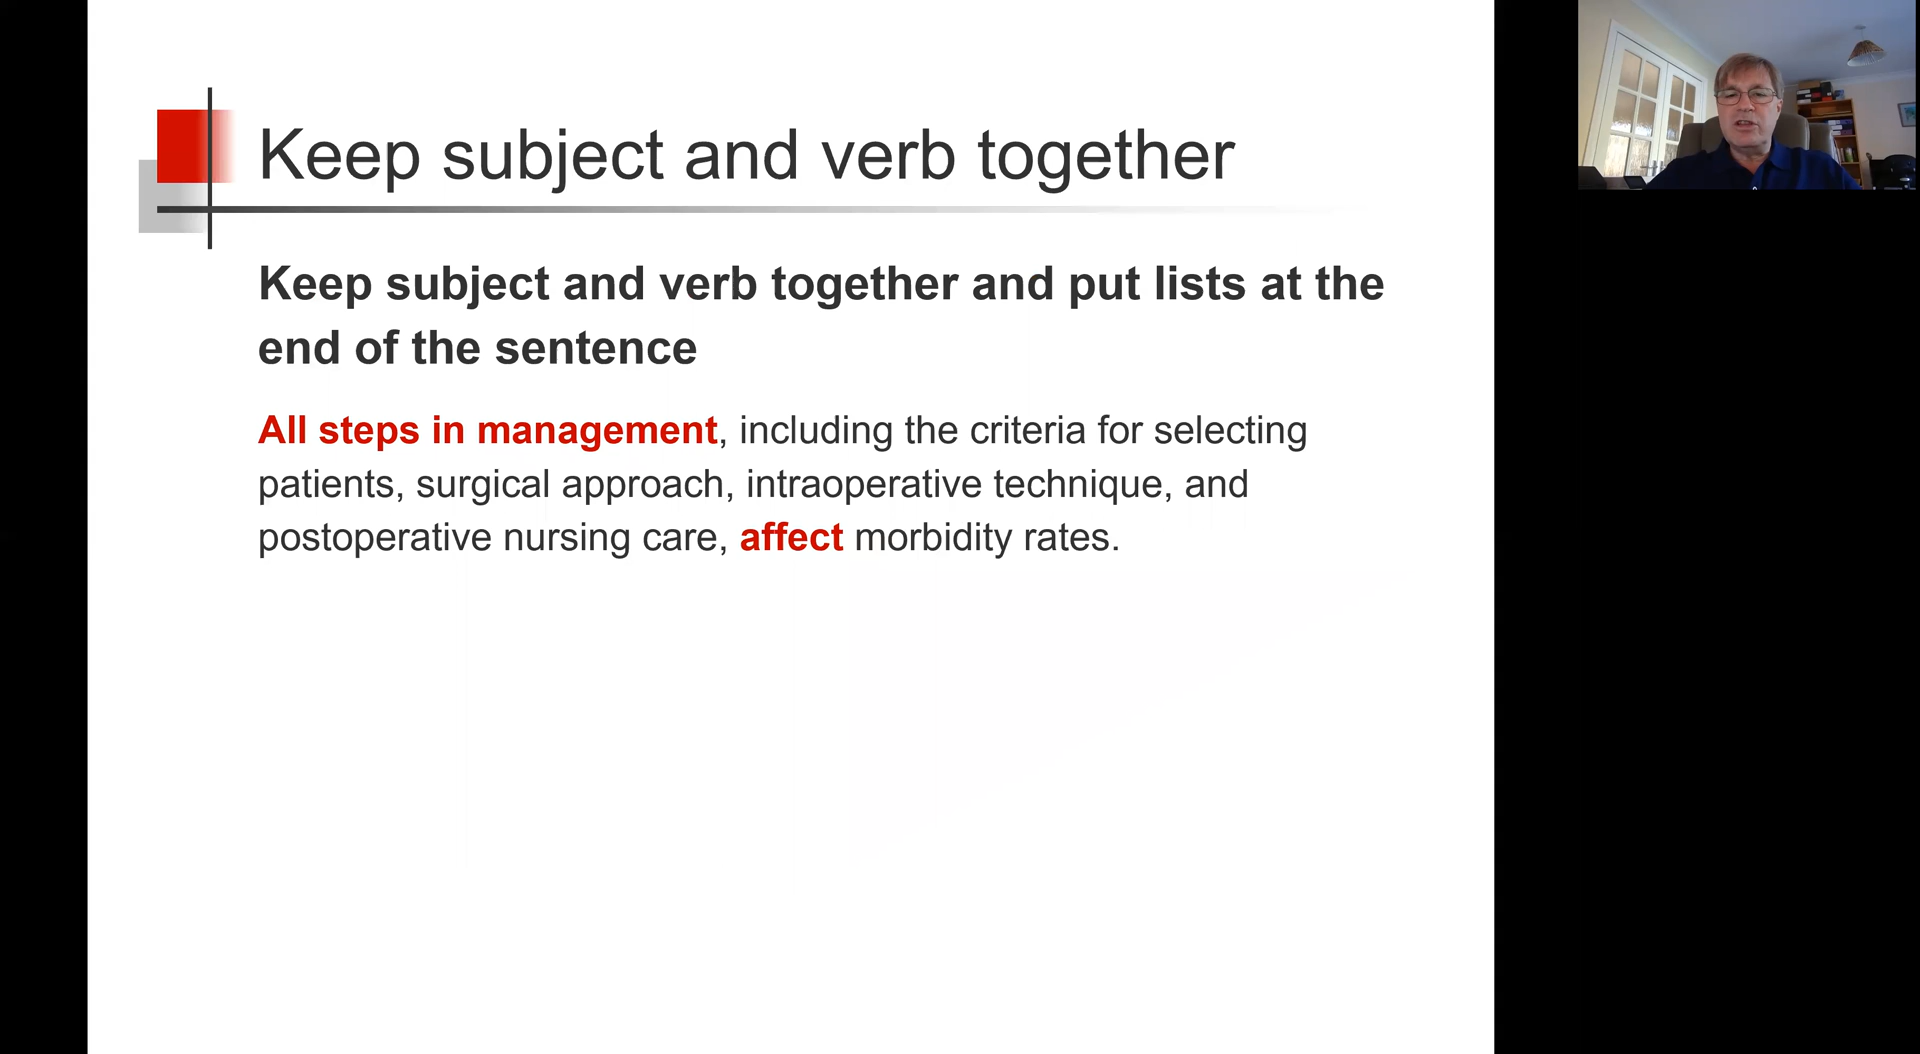 Keep subject and verb together
Keep subject and verb together and put lists at the
end of the sentence
All steps in management, including the criteria for selecting
patients, surgical approach, intraoperative technique, and
postoperative nursing care, affect morbidity rates.